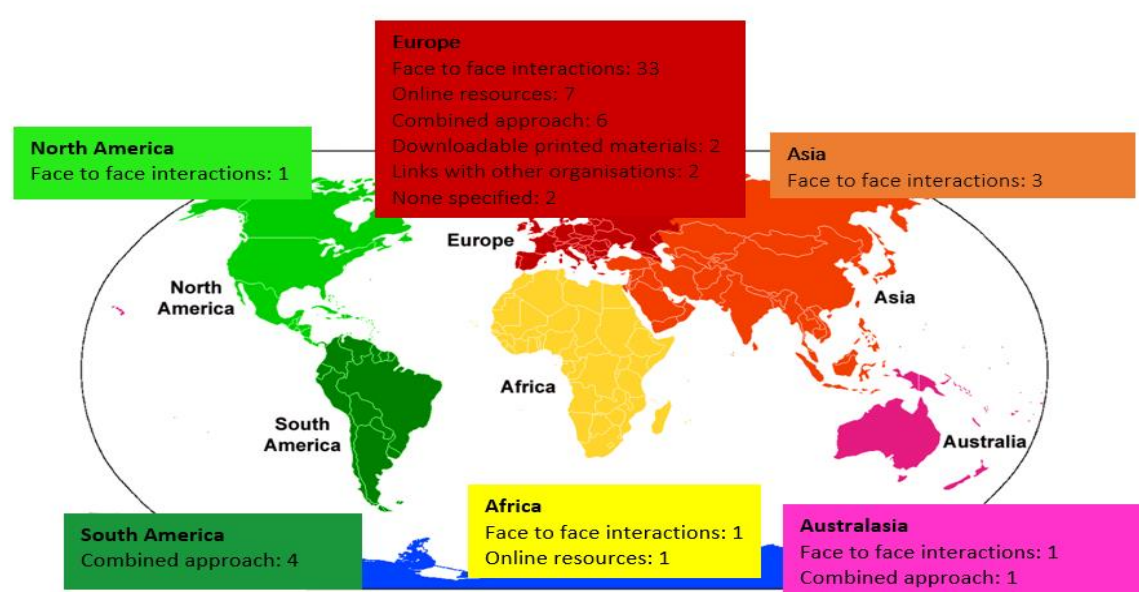 Europe
Face to face interactions: 33
Online resources: 7
Combined approach: 6
Downloadable printed materials: 2
Links with other organisations: 2
None specified: 2
North America
Face to face interactions: 1
Asia
Face to face interactions: 3
Europe
North
America
Asia
Africa
South
America
Australia
South America
Combined approach: 4
Africa
Face to face interactions: 1
Online resources: 1
Australasia
Face to face interactions: 1
Combined approach: 1